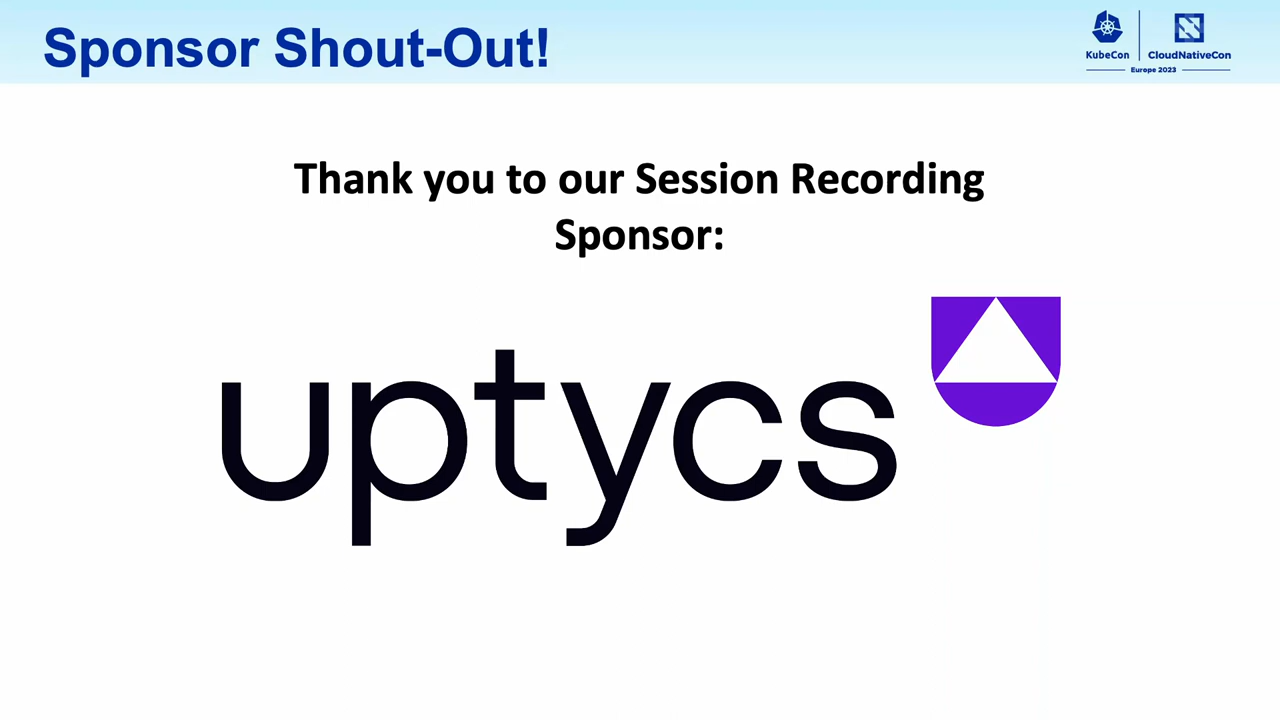 Sponsor Shout-Out!
KubeCon
CloudNativeCon
Europe 2023
Thank you to our Session Recording
Sponsor:
uptycs